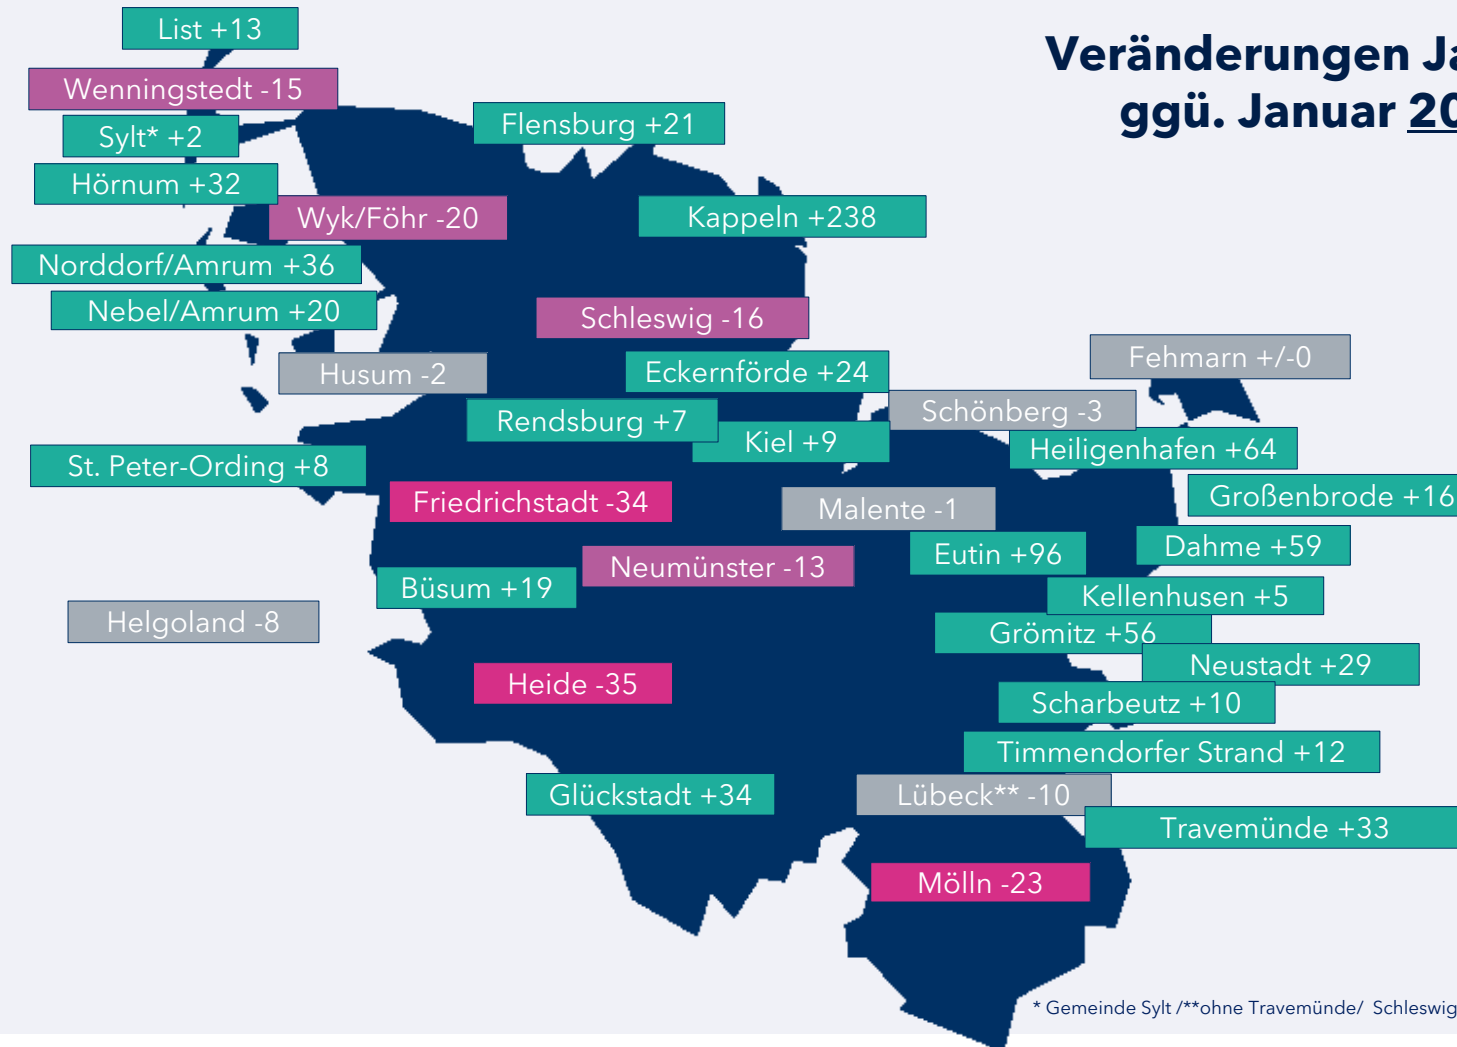 Veränderungen
ggü. Januar
List +13
Wenningstedt -15
Sylt* +2
Flensburg +21
Hörnum +32
Wyk/Föhr -20
Kappeln +238
Norddorf/Amrum +36
Nebel/Amrum +20
Schleswig -16
Fehmarn +/-0
Husum -2
Eckernförde +24
Schönberg -3
Rendsburg +7
Kiel +9
Heiligenhafen +64
St. Peter-Ording +8
Friedrichstadt -34
Malente -1
Großenbrode +16
Eutin +96
Dahme +59
Neumünster -13
Büsum +19
Kellenhusen +5
Helgoland -8
Grömitz +56
Neustadt +29
Heide -35
Scharbeutz +10
Timmendorfer Strand +12
Glückstadt +34
Lübeck** -10
Travemünde +33
Mölln -23
* Gemeinde Sylt /**ohne Travemünde/ Schleswig